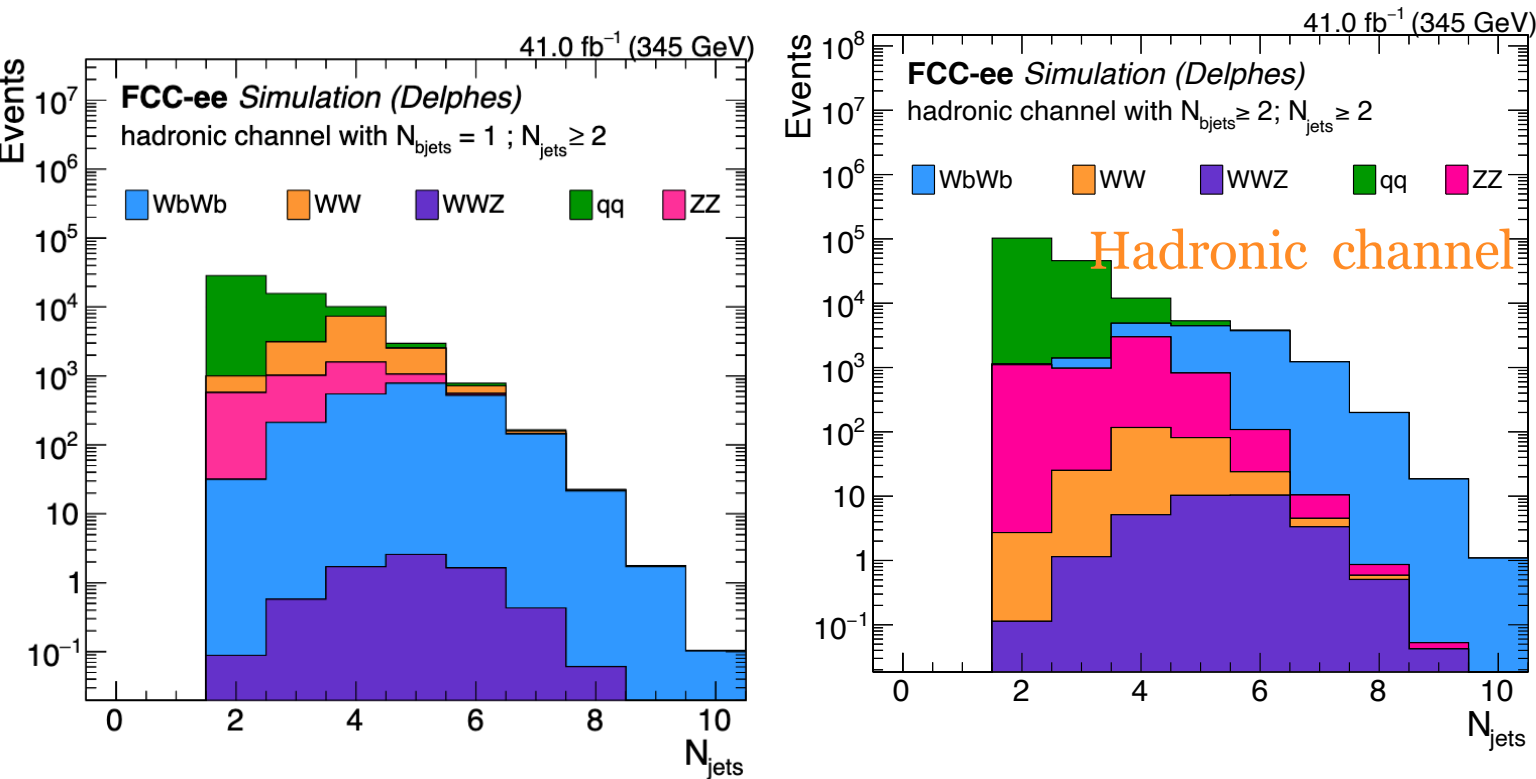 41.0 fb⁻¹ (345 GeV)
Events
FCC-ee Simulation (Delphes)
hadronic channel with N_bjets = 1 ; N_jets ≥ 2
WbWb WW WWZ qq ZZ
10⁷
10⁶
10⁵
10⁴
10³
10²
10
1
10⁻¹
0 2 4 6 8 10
N_jets
41.0 fb⁻¹ (345 GeV)
Events
FCC-ee Simulation (Delphes)
hadronic channel with N_bjets ≥ 2; N_jets ≥ 2
WbWb WW WWZ qq ZZ
Hadronic channel
10⁸
10⁷
10⁶
10⁵
10⁴
10³
10²
10
1
10⁻¹
0 2 4 6 8 10
N_jets